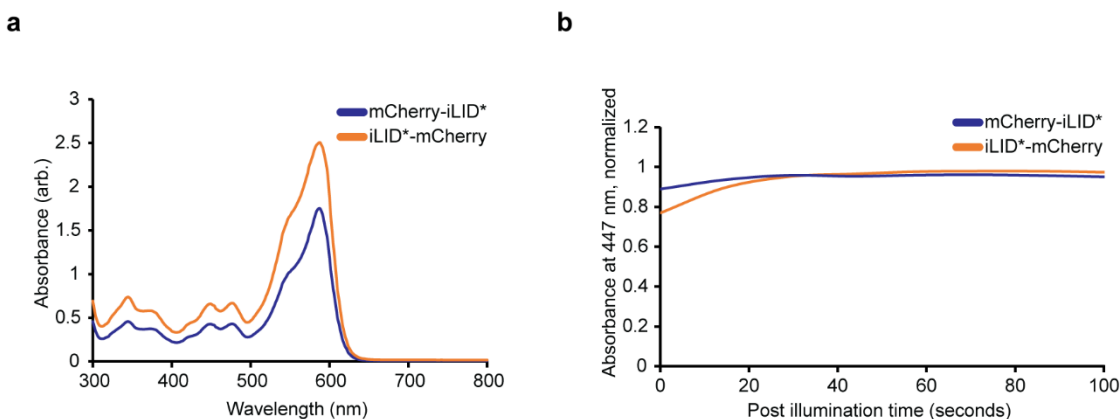 a
b
mCherry-iLID*
iLID*-mCherry
3
2.5
2
1.5
1
0.5
0
300
400
500
600
700
800
Absorbance (arb.)
Wavelength (nm)
mCherry-iLID*
iLID*-mCherry
1.2
1
0.8
0.6
0.4
0.2
0
0
20
40
60
80
100
Absorbance at 447 nm, normalized
Post illumination time (seconds)